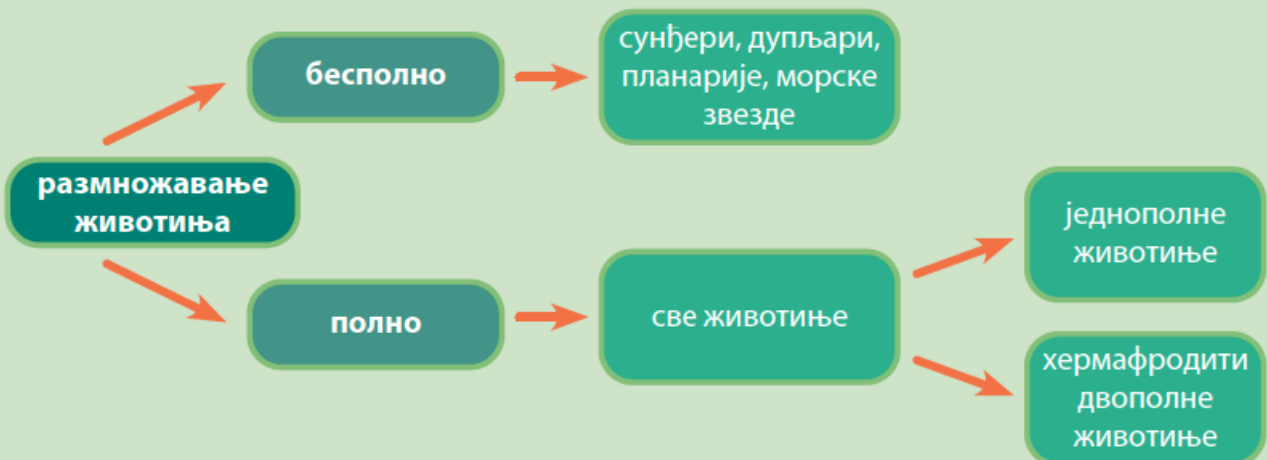 бесполно
сунђери, дупљари,
планарије, морске
звезде
размножавање
животиња
полно
све животиње
једнополне
животиње
хермафродити
двополне
животиње